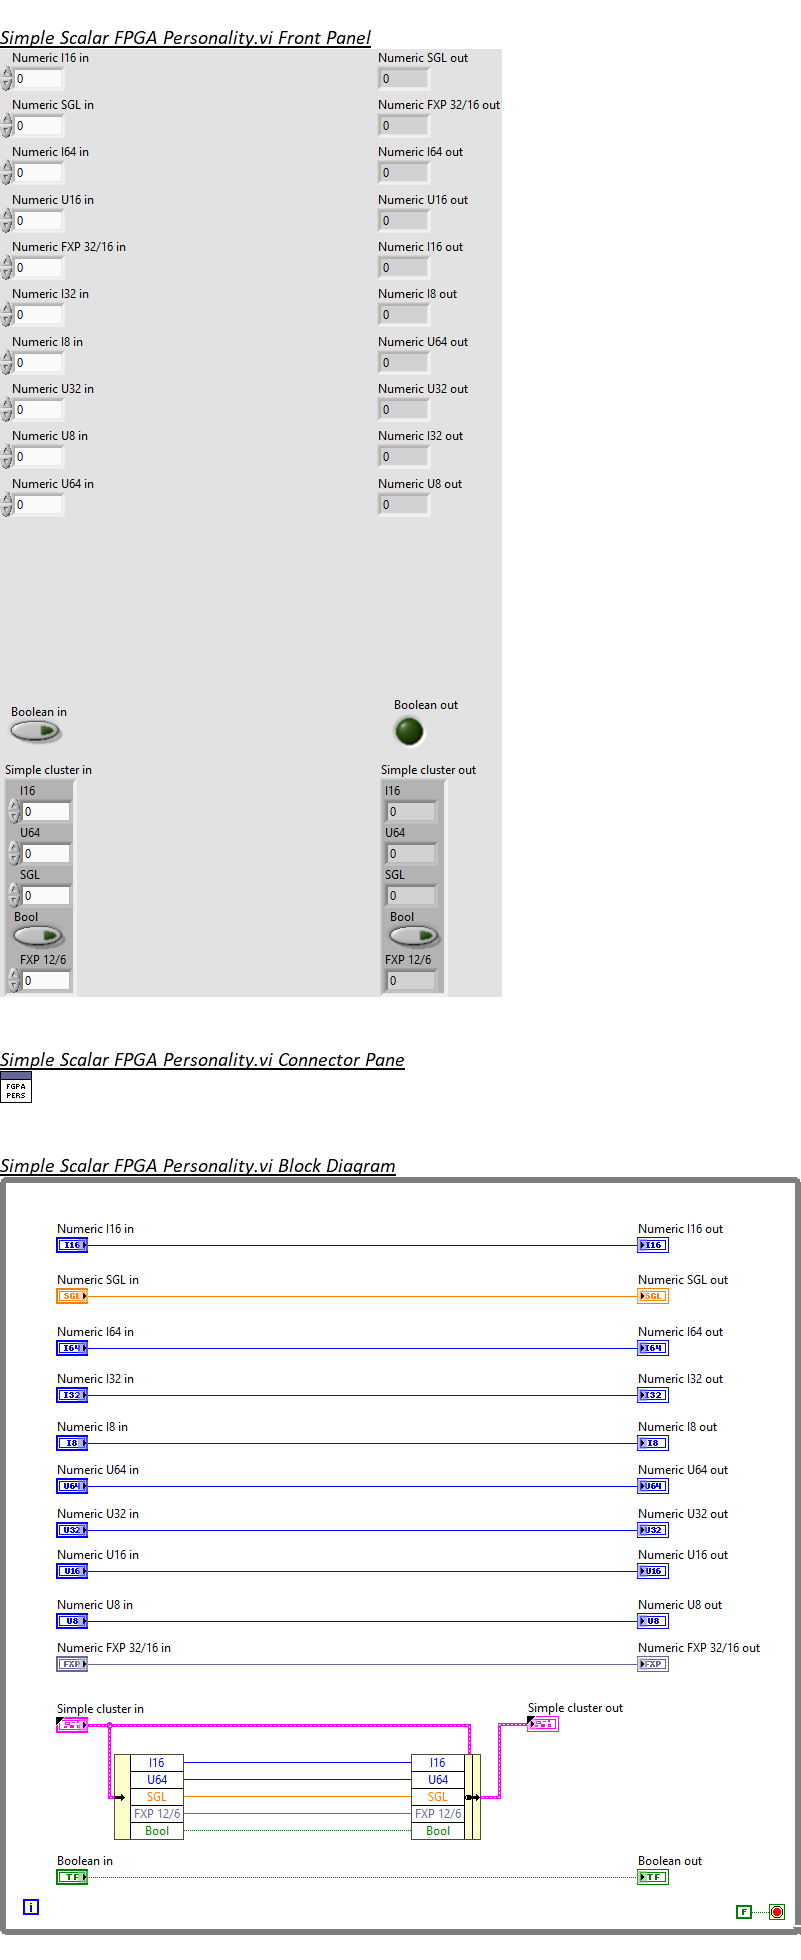 Simple Scalar FPGA Personality.vi Front Panel
Numeric I16 in Numeric SGL out
0 0
Numeric SGL in Numeric FXP 32/16 out
0 0
Numeric I64 in Numeric I64 out
0 0
Numeric U16 in Numeric U16 out
0 0
Numeric FXP 32/16 in Numeric I16 out
0 0
Numeric I32 in Numeric I8 out
0 0
Numeric I8 in Numeric U64 out
0 0
Numeric U32 in Numeric U32 out
0 0
Numeric U8 in Numeric I32 out
0 0
Numeric U64 in Numeric U8 out
0 0
Boolean in Boolean out
Simple cluster in Simple cluster out
I16 I16
0 0
U64 U64
0 0
SGL SGL
0 0
Bool Bool
FXP 12/6 FXP 12/6
0 0
Simple Scalar FPGA Personality.vi Connector Pane
FGPA
PERS
Simple Scalar FPGA Personality.vi Block Diagram
Numeric I16 in Numeric I16 out
I16 I16
Numeric SGL in Numeric SGL out
SGL SGL
Numeric I64 in Numeric I64 out
I64 I64
Numeric I32 in Numeric I32 out
I32 I32
Numeric I8 in Numeric I8 out
I8 I8
Numeric U64 in Numeric U64 out
U64 U64
Numeric U32 in Numeric U32 out
U32 U32
Numeric U16 in Numeric U16 out
U16 U16
Numeric U8 in Numeric U8 out
U8 U8
Numeric FXP 32/16 in Numeric FXP 32/16 out
FXP FXP
Simple cluster in Simple cluster out
I16 I16
U64 U64
SGL SGL
FXP 12/6 FXP 12/6
Bool Bool
Boolean in Boolean out
TF TF
i F